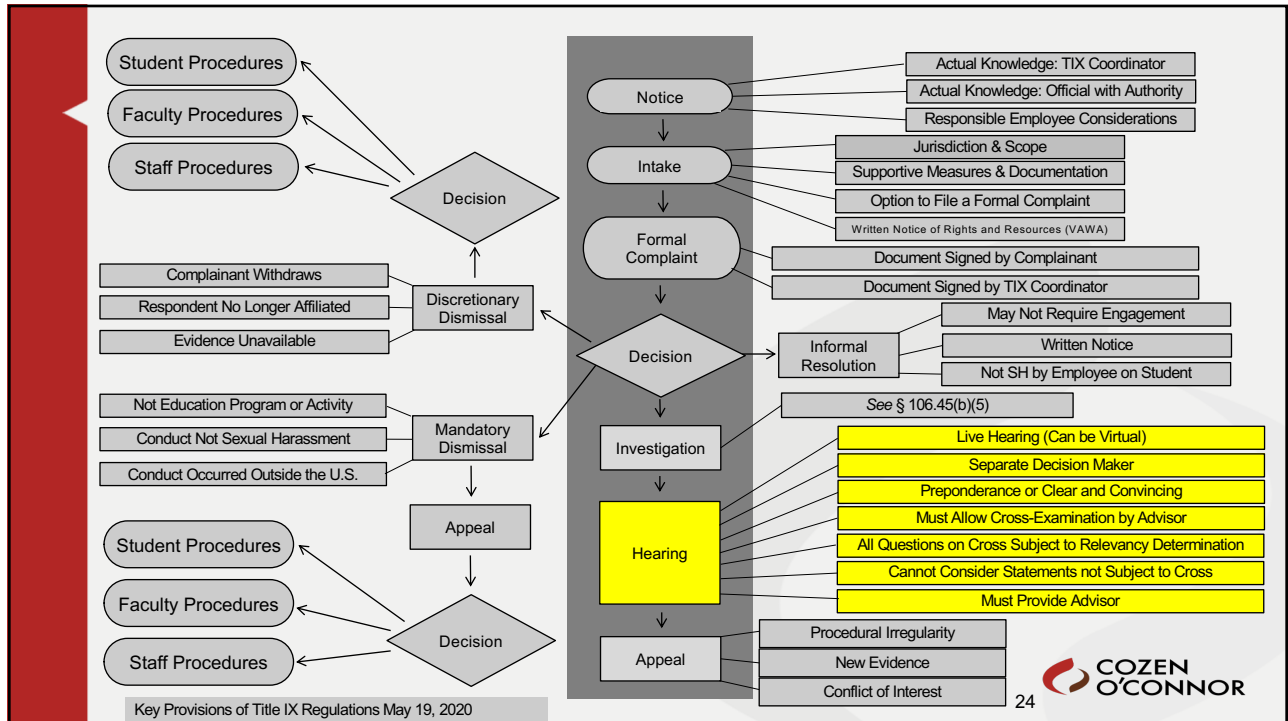 Student Procedures
Faculty Procedures
Staff Procedures
Decision
Complainant Withdraws
Respondent No Longer Affiliated
Evidence Unavailable
Discretionary
Dismissal
Not Education Program or Activity
Conduct Not Sexual Harassment
Conduct Occurred Outside the U.S.
Mandatory
Dismissal
Appeal
Student Procedures
Faculty Procedures
Staff Procedures
Decision
Notice
Actual Knowledge: TIX Coordinator
Actual Knowledge: Official with Authority
Responsible Employee Considerations
Intake
Jurisdiction & Scope
Supportive Measures & Documentation
Option to File a Formal Complaint
Written Notice of Rights and Resources (VAWA)
Formal
Complaint
Document Signed by Complainant
Document Signed by TIX Coordinator
Decision
Informal
Resolution
May Not Require Engagement
Written Notice
Not SH by Employee on Student
Investigation
See § 106.45(b)(5)
Hearing
Live Hearing (Can be Virtual)
Separate Decision Maker
Preponderance or Clear and Convincing
Must Allow Cross-Examination by Advisor
All Questions on Cross Subject to Relevancy Determination
Cannot Consider Statements not Subject to Cross
Must Provide Advisor
Appeal
Procedural Irregularity
New Evidence
Conflict of Interest
Key Provisions of Title IX Regulations May 19, 2020
24
COZEN
O'CONNOR